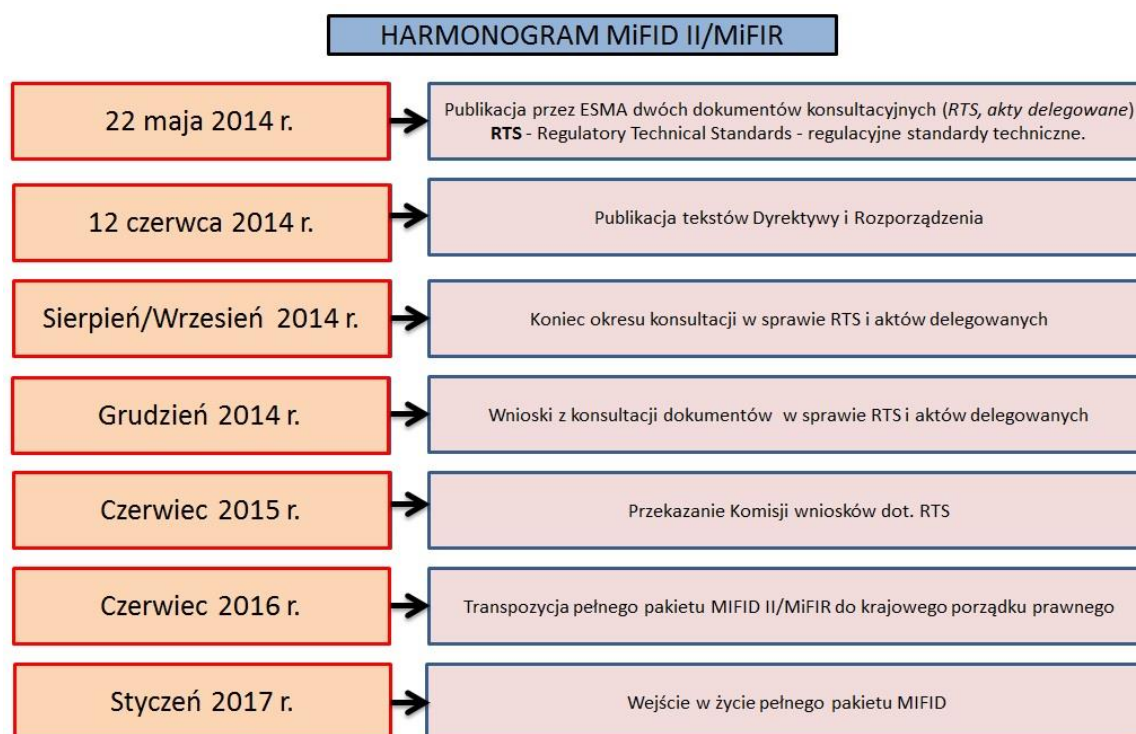 HARMONOGRAM MiFID II/MiFIR
22 maja 2014 r.
Publikacja przez ESMA dwóch dokumentów konsultacyjnych (RTS, akty delegowane)
RTS - Regulatory Technical Standards - regulacyjne standardy techniczne.
12 czerwca 2014 r.
Publikacja tekstów Dyrektywy i Rozporządzenia
Sierpień/Wrzesień 2014 r.
Koniec okresu konsultacji w sprawie RTS i aktów delegowanych
Grudzień 2014 r.
Wnioski z konsultacji dokumentów w sprawie RTS i aktów delegowanych
Czerwiec 2015 r.
Przekazanie Komisji wniosków dot. RTS
Czerwiec 2016 r.
Transpozycja pełnego pakietu MIFID II/MiFIR do krajowego porządku prawnego
Styczeń 2017 r.
Wejście w życie pełnego pakietu MIFID